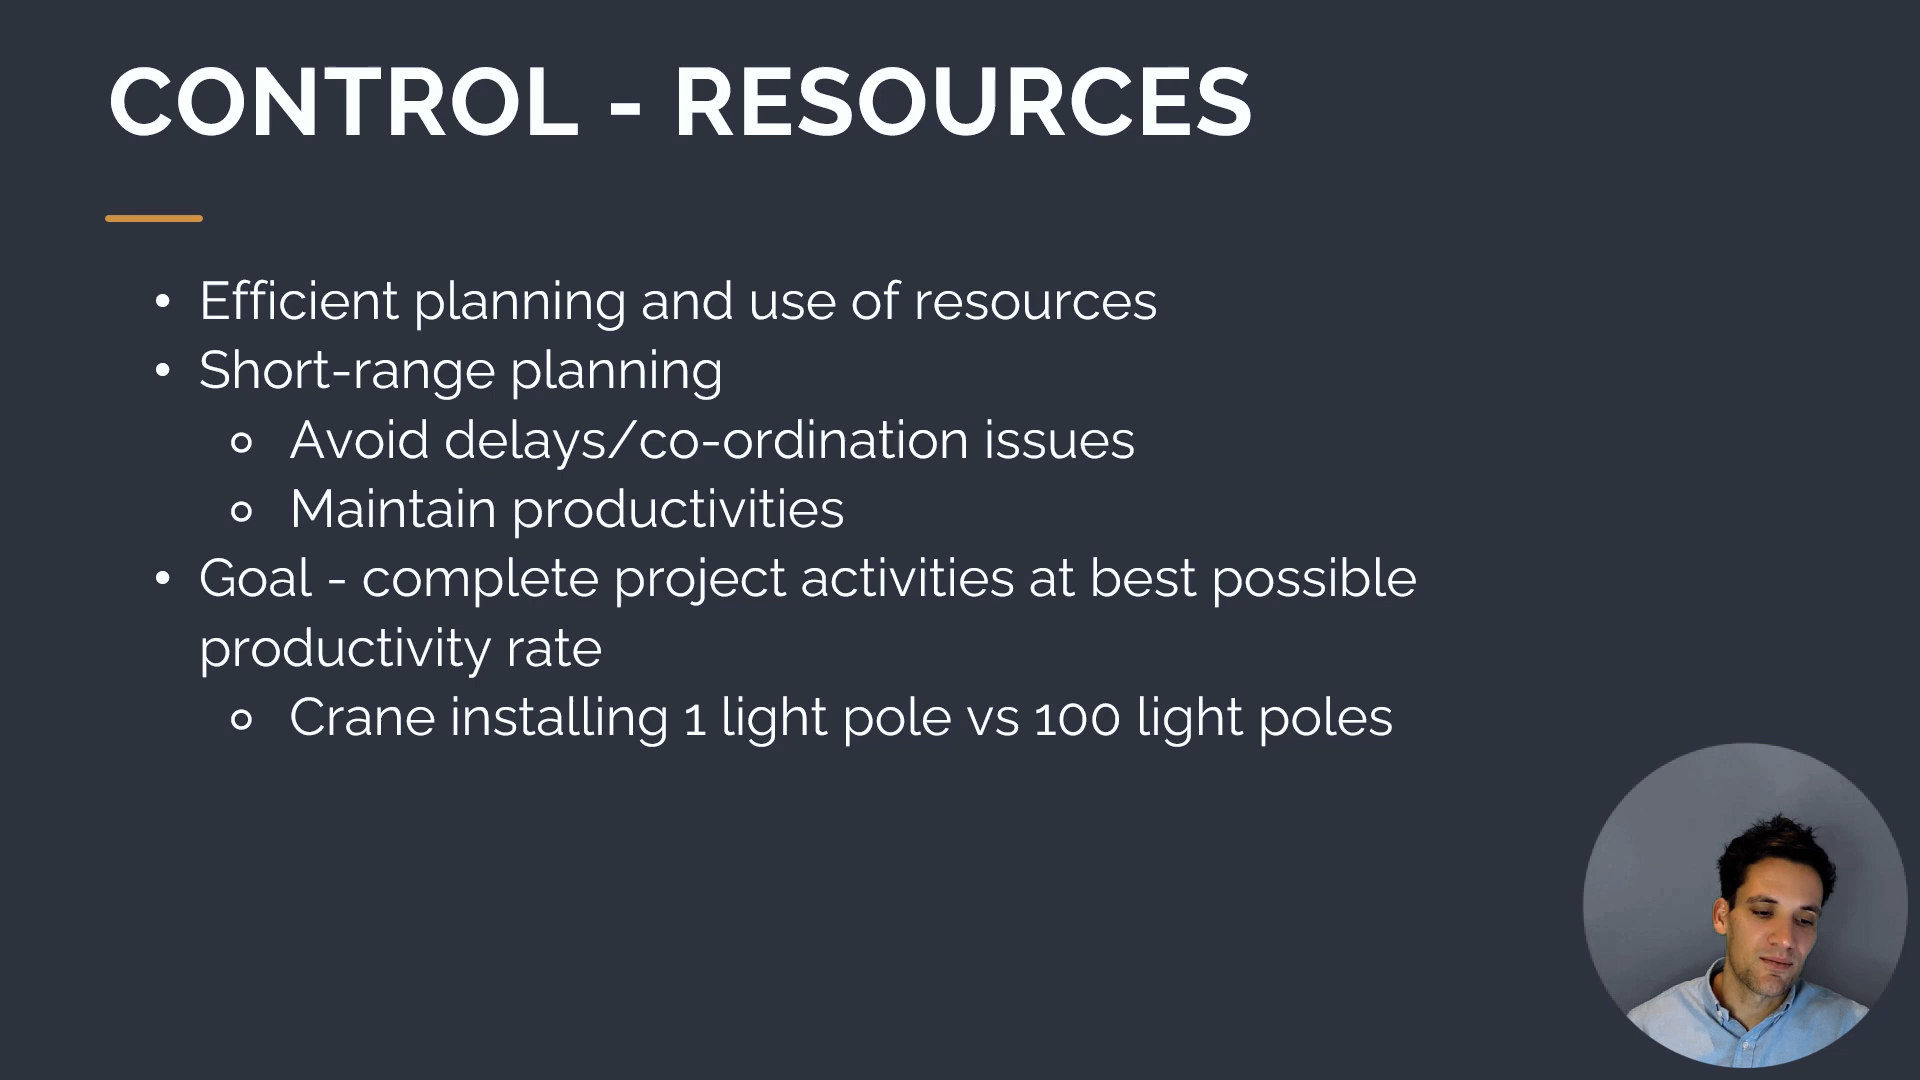 CONTROL - RESOURCES
• Efficient planning and use of resources
• Short-range planning
◦ Avoid delays/co-ordination issues
◦ Maintain productivities
• Goal - complete project activities at best possible
productivity rate
◦ Crane installing 1 light pole vs 100 light poles